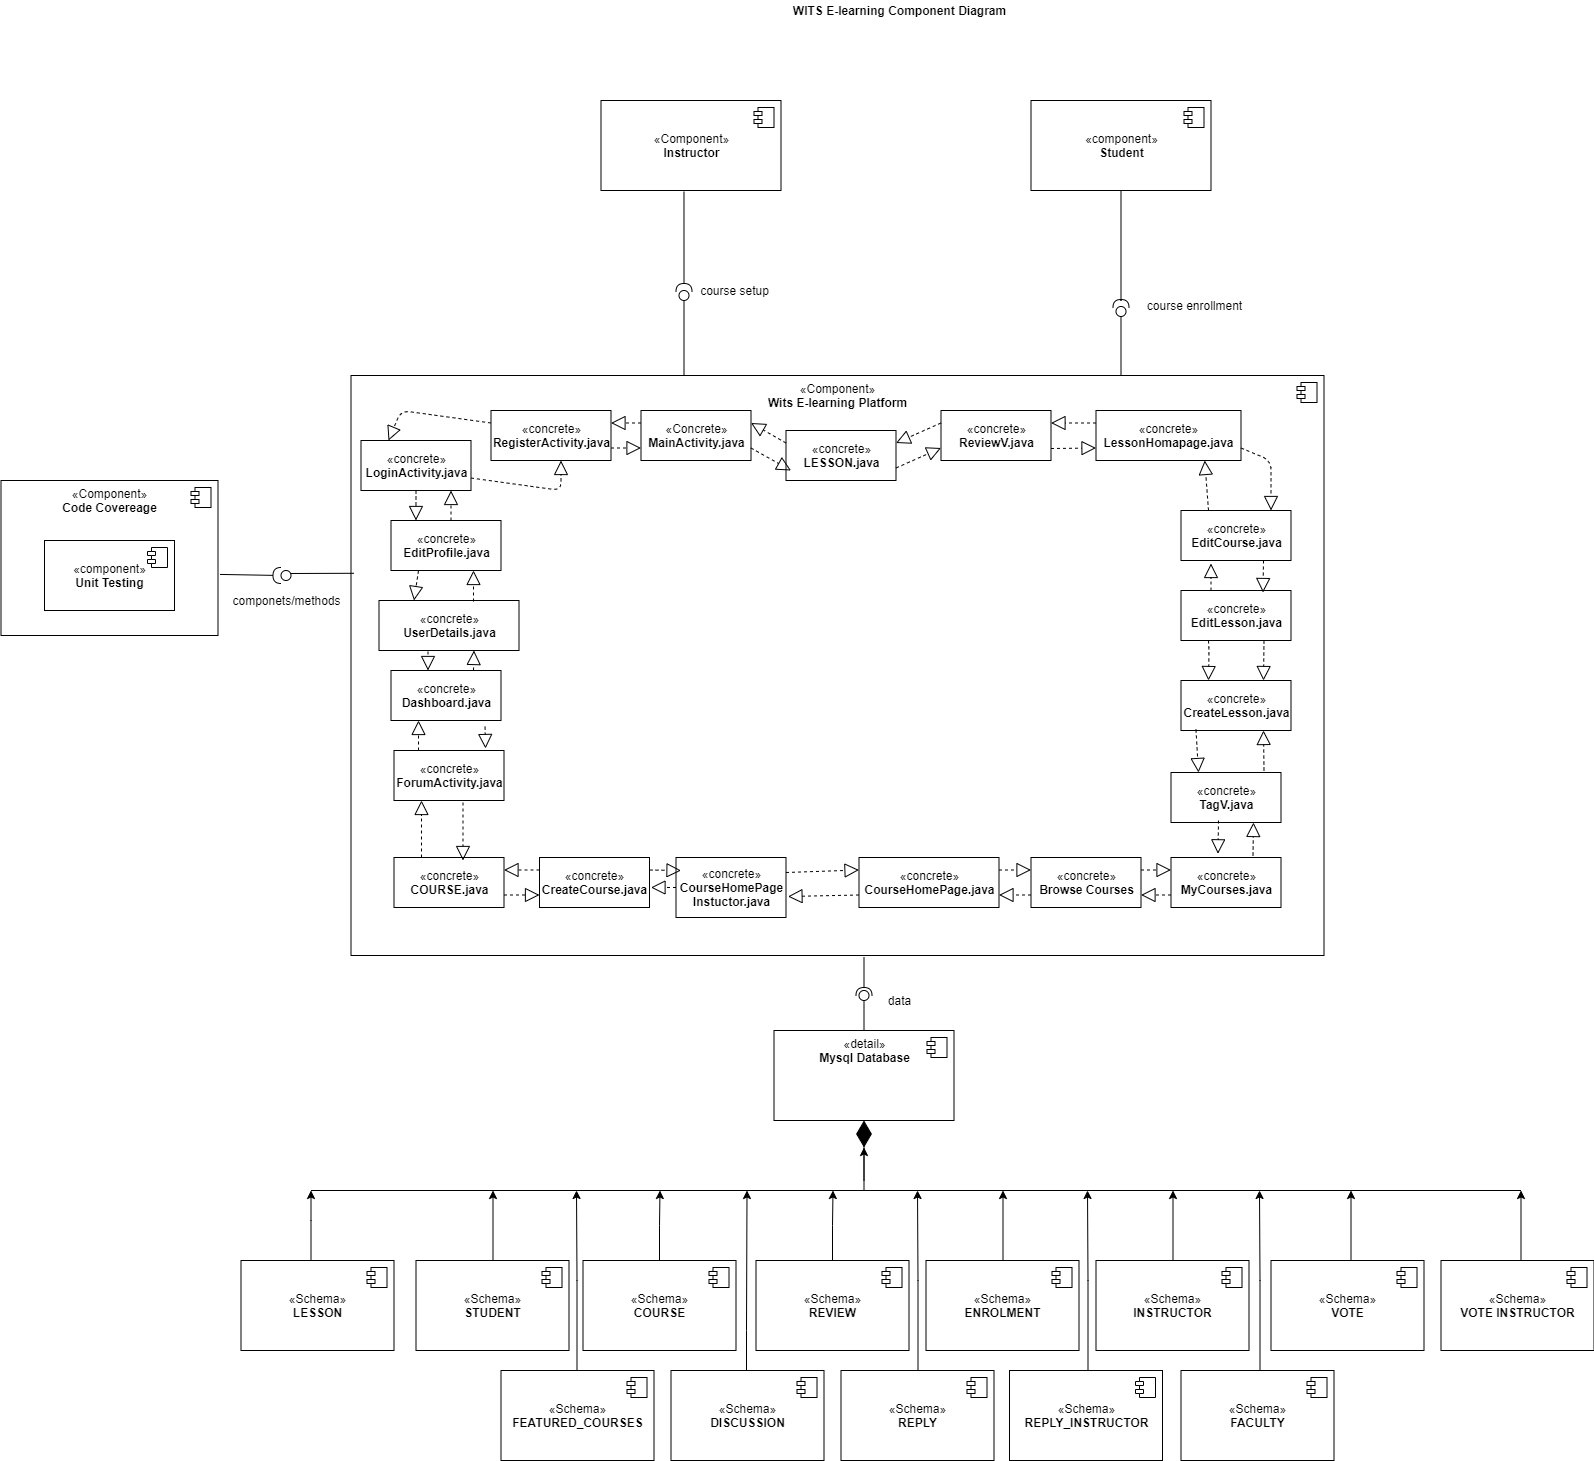 WITS E-learning Component Diagram
«Component»
Instructor
«component»
Student
course setup
course enrollment
«Component»
Wits E-learning Platform
«concrete»
RegisterActivity.java
«Concrete»
MainActivity.java
«concrete»
LESSON.java
«concrete»
ReviewV.java
«concrete»
LessonHomapage.java
«concrete»
LoginActivity.java
«Component»
Code Covereage
«component»
Unit Testing
componets/methods
«concrete»
EditProfile.java
«concrete»
UserDetails.java
«concrete»
Dashboard.java
«concrete»
ForumActivity.java
«concrete»
EditCourse.java
«concrete»
EditLesson.java
«concrete»
CreateLesson.java
«concrete»
TagV.java
«concrete»
COURSE.java
«concrete»
CreateCourse.java
«concrete»
CourseHomePage
Instuctor.java
«concrete»
CourseHomePage.java
«concrete»
Browse Courses
«concrete»
MyCourses.java
data
«detail»
Mysql Database
«Schema»
LESSON
«Schema»
STUDENT
«Schema»
COURSE
«Schema»
REVIEW
«Schema»
ENROLMENT
«Schema»
INSTRUCTOR
«Schema»
VOTE
«Schema»
VOTE INSTRUCTOR
«Schema»
FEATURED_COURSES
«Schema»
DISCUSSION
«Schema»
REPLY
«Schema»
REPLY_INSTRUCTOR
«Schema»
FACULTY